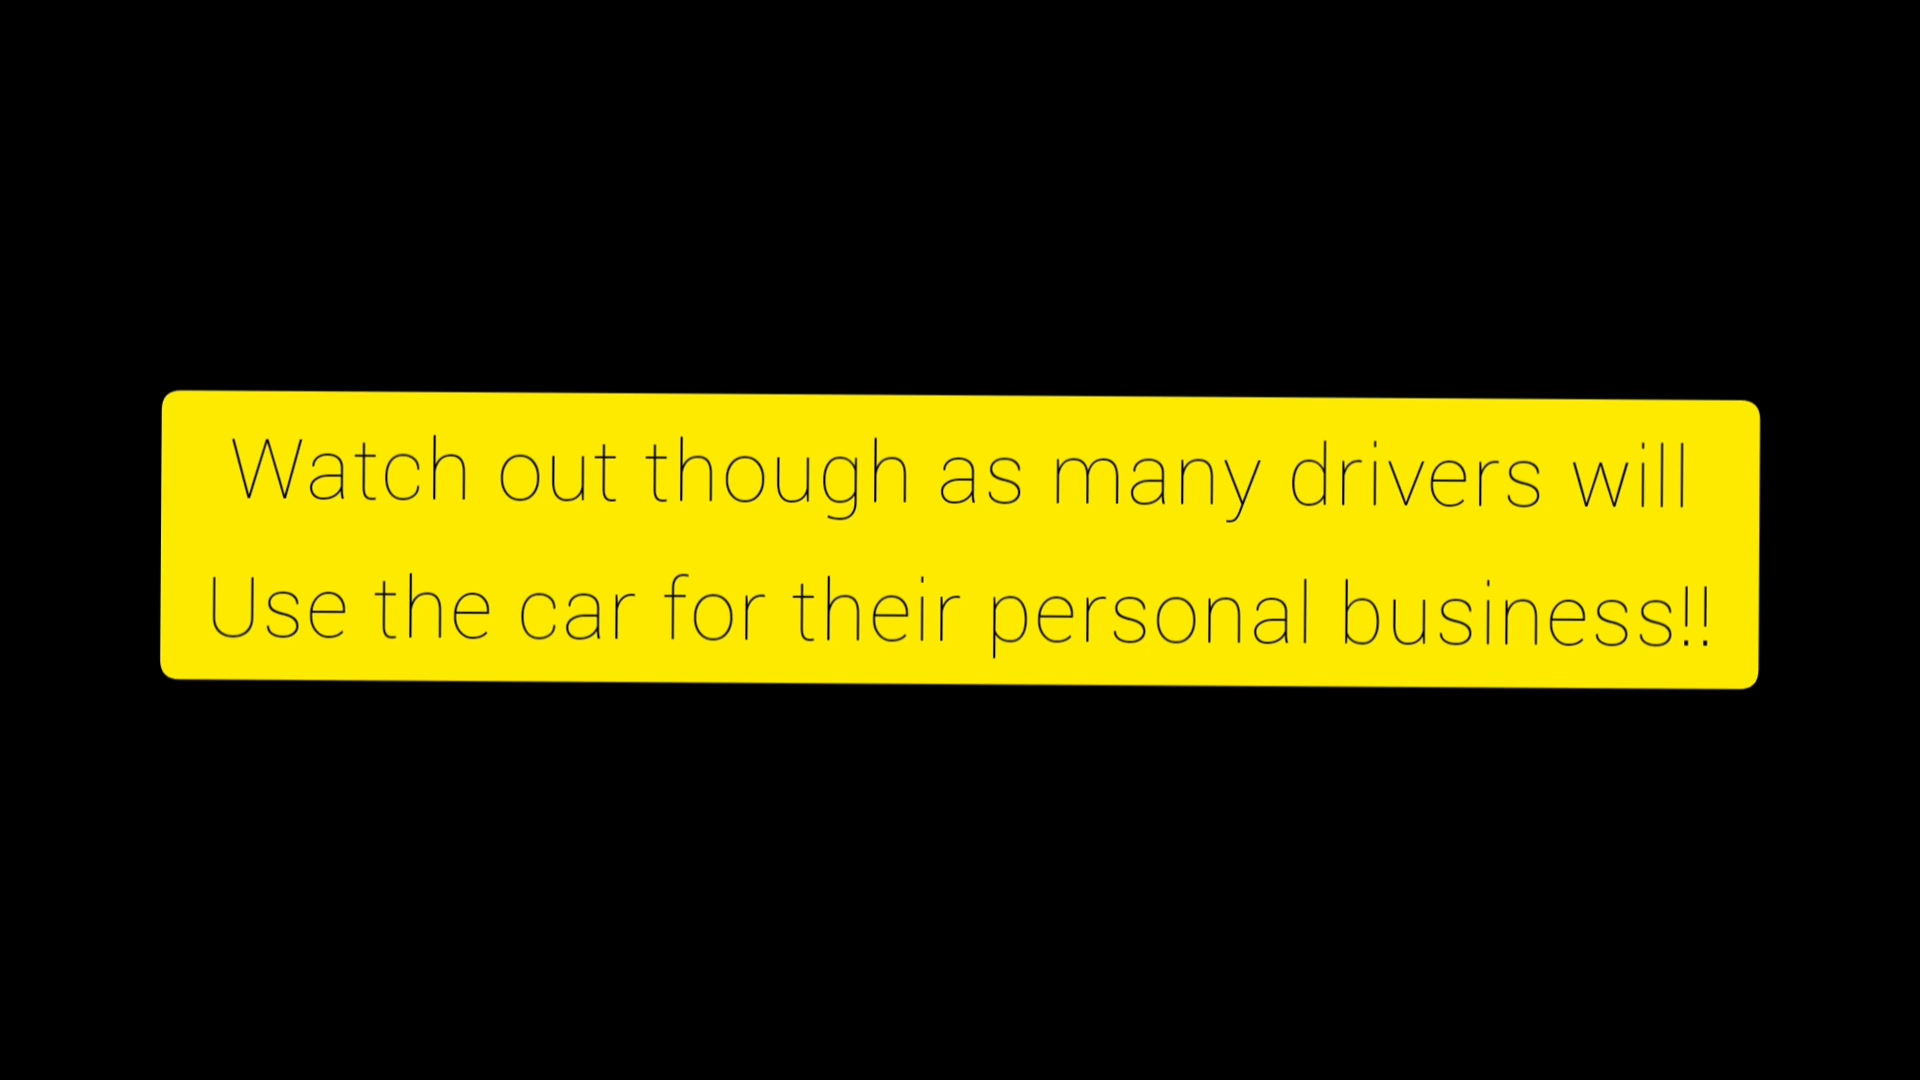 Watch out though as many drivers will
Use the car for their personal business!!